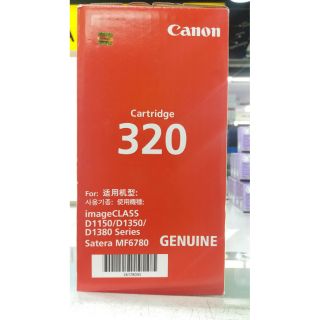 Canon
Cartridge
320
For: 适用机型:
사용기종: 使用機種:
imageCLASS
D1150/D1350/
D1380 Series
Satera MF6780
GENUINE